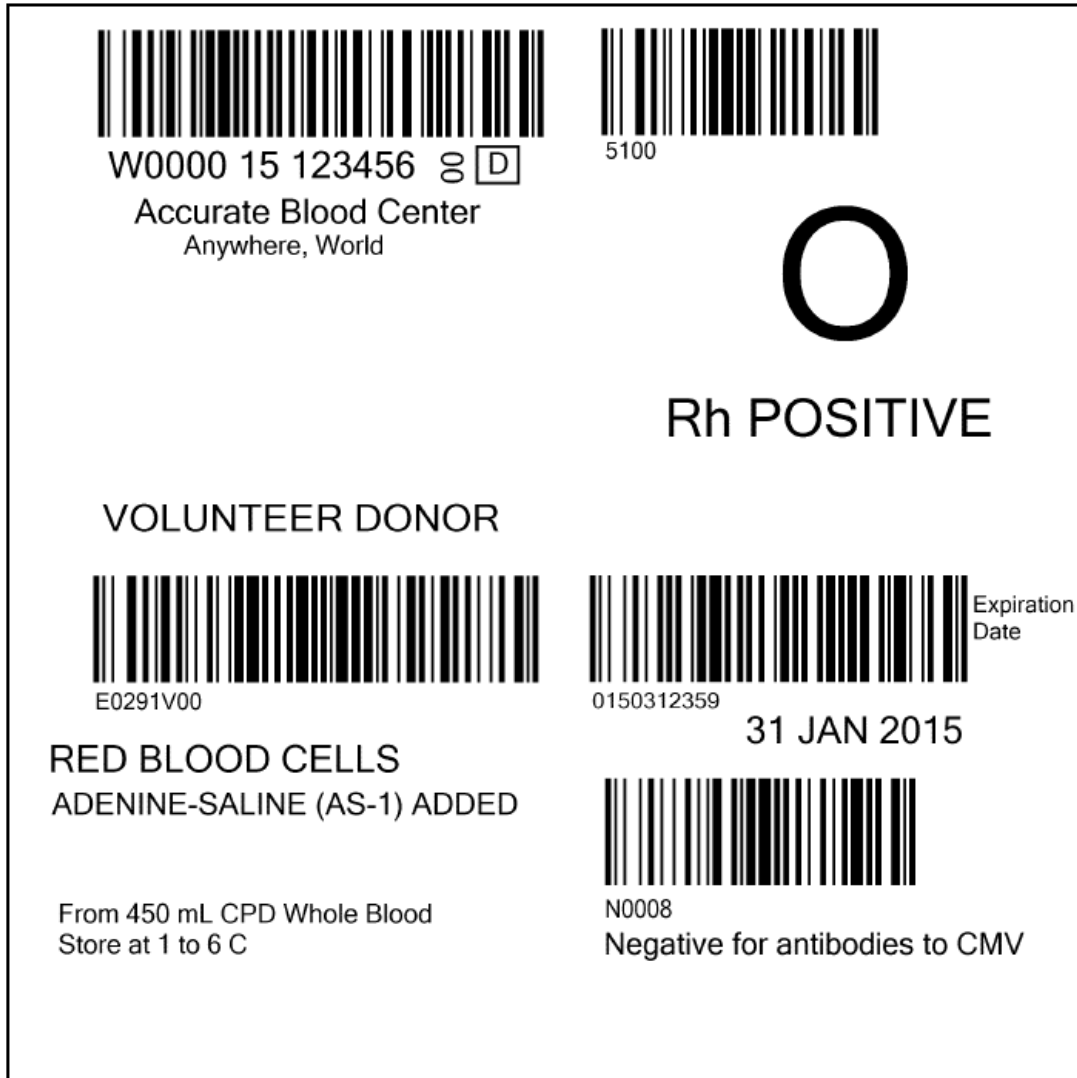 W0000 15 123456 00 D
Accurate Blood Center
Anywhere, World
5100
O
Rh POSITIVE
VOLUNTEER DONOR
E0291V00
RED BLOOD CELLS
ADENINE-SALINE (AS-1) ADDED
From 450 mL CPD Whole Blood
Store at 1 to 6 C
Expiration
Date
0150312359
31 JAN 2015
N0008
Negative for antibodies to CMV